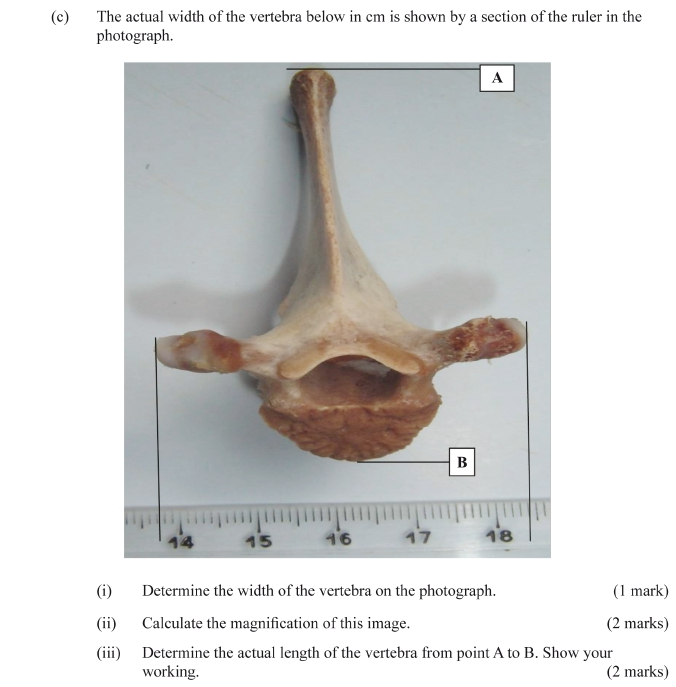 (c) The actual width of the vertebra below in cm is shown by a section of the ruler in the
photograph.
A
B
14 15 16 17 18
(i) Determine the width of the vertebra on the photograph. (1 mark)
(ii) Calculate the magnification of this image. (2 marks)
(iii) Determine the actual length of the vertebra from point A to B. Show your
working. (2 marks)